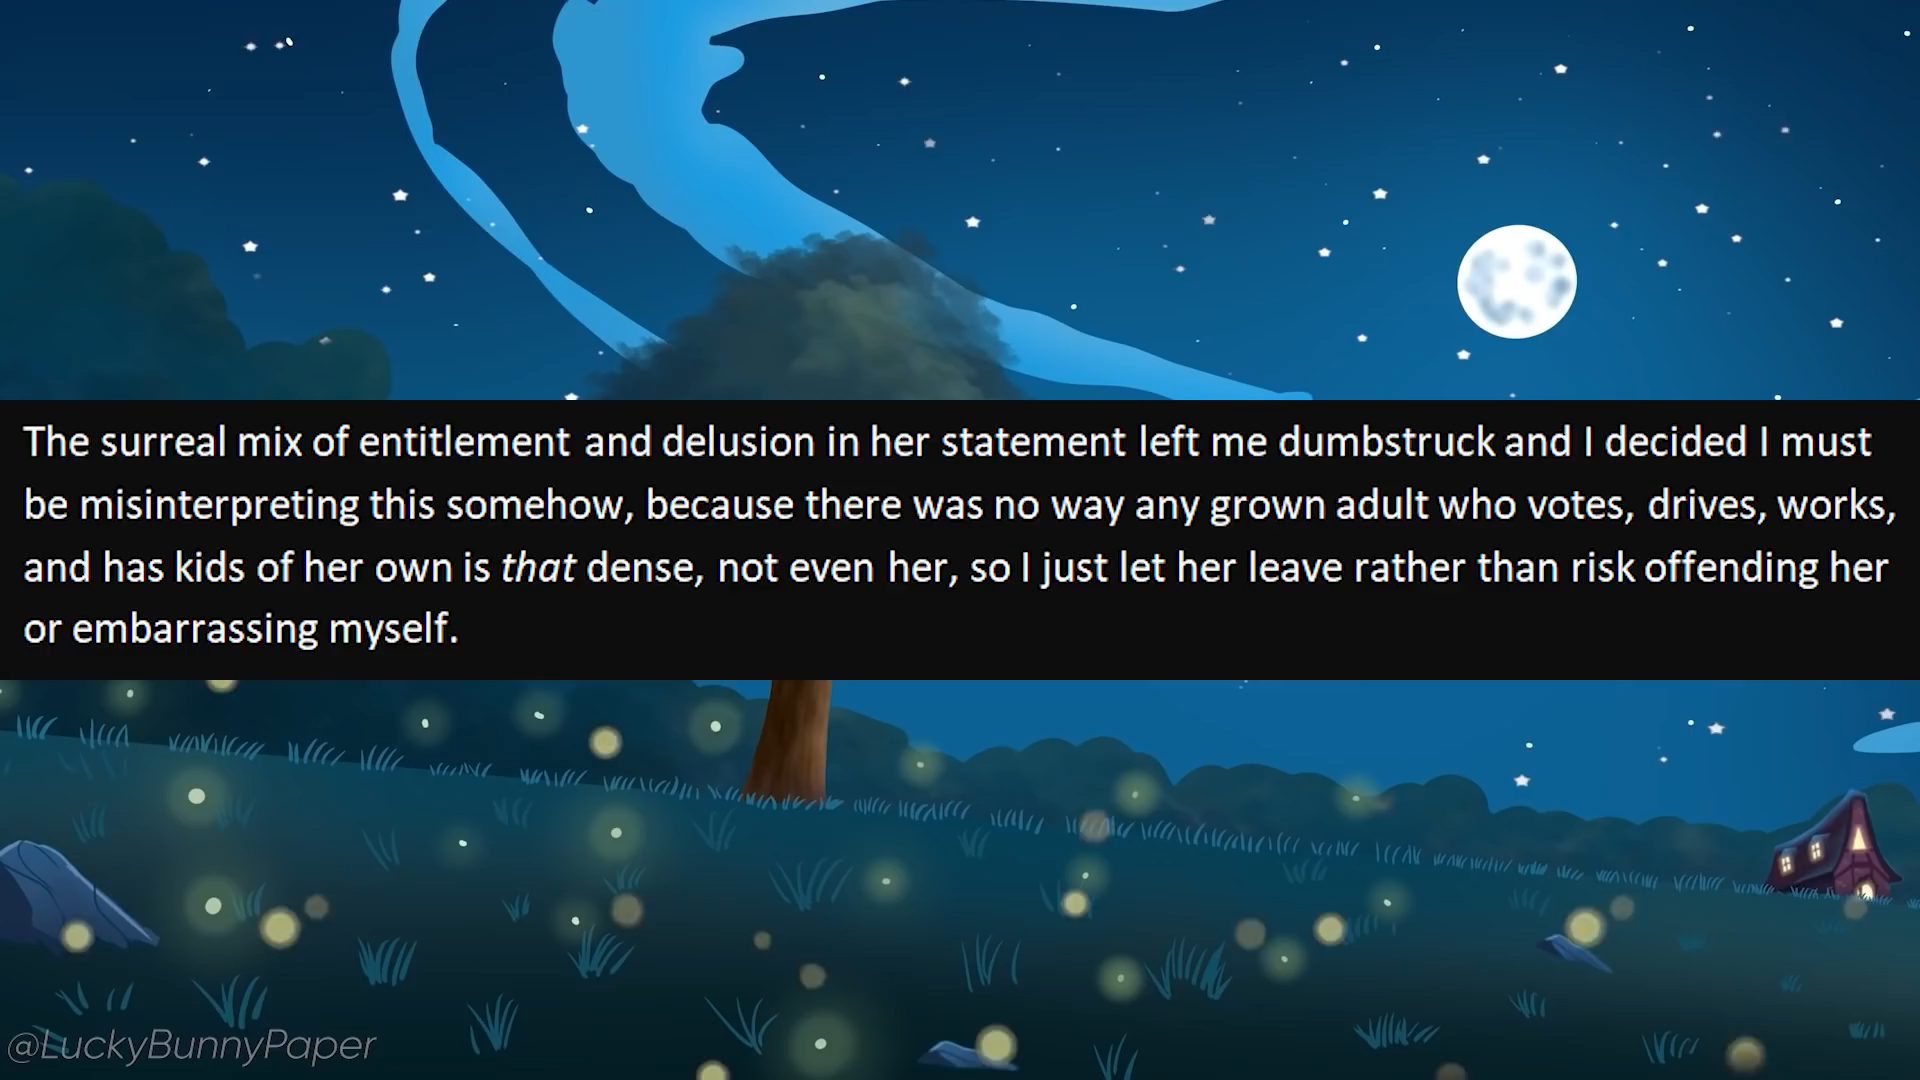 The surreal mix of entitlement and delusion in her statement left me dumbstruck and I decided I must
be misinterpreting this somehow, because there was no way any grown adult who votes, drives, works,
and has kids of her own is that dense, not even her, so I just let her leave rather than risk offending her
or embarrassing myself.
@LuckyBunnyPaper